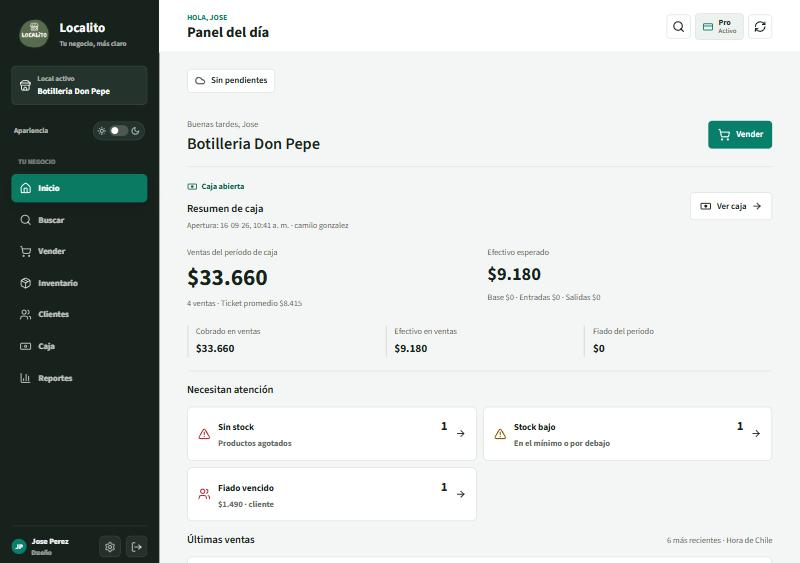 LOCALITO
Localito
Tu negocio, más claro
Local activo
Botilleria Don Pepe
Apariencia
TU NEGOCIO
Inicio
Buscar
Vender
Inventario
Clientes
Caja
Reportes
JP
Jose Perez
Dueño
HOLA, JOSE
Panel del día
Pro
Activo
Sin pendientes
Buenas tardes, Jose
Botilleria Don Pepe
Vender
Caja abierta
Resumen de caja
Apertura: 16-09-26, 10:41 a. m. · camilo gonzalez
Ver caja
Ventas del período de caja
$33.660
4 ventas · Ticket promedio $8.415
Efectivo esperado
$9.180
Base $0 · Entradas $0 · Salidas $0
Cobrado en ventas
$33.660
Efectivo en ventas
$9.180
Fiado del período
$0
Necesitan atención
Sin stock
1
Productos agotados
Stock bajo
1
En el mínimo o por debajo
Fiado vencido
1
$1.490 · cliente
Últimas ventas
6 más recientes · Hora de Chile